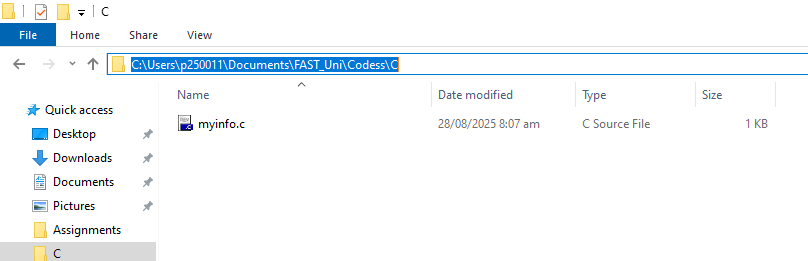 C
File Home Share View
C:\Users\p250011\Documents\FAST_Uni\Codess\C
Name Date modified Type Size
Quick access
myinfo.c 28/08/2025 8:07 am C Source File 1 KB
Desktop
Downloads
Documents
Pictures
Assignments
C